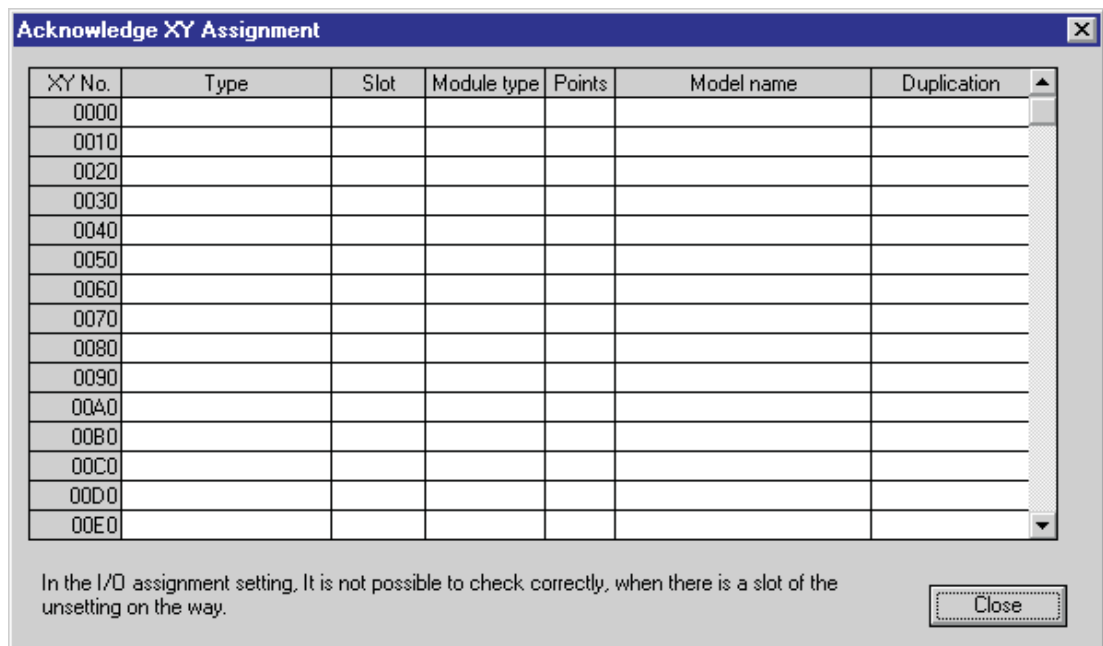 Acknowledge XY Assignment
XY No. Type Slot Module type Points Model name Duplication
0000
0010
0020
0030
0040
0050
0060
0070
0080
0090
00A0
00B0
00C0
00D0
00E0
In the I/O assignment setting, It is not possible to check correctly, when there is a slot of the
unsetting on the way.
Close